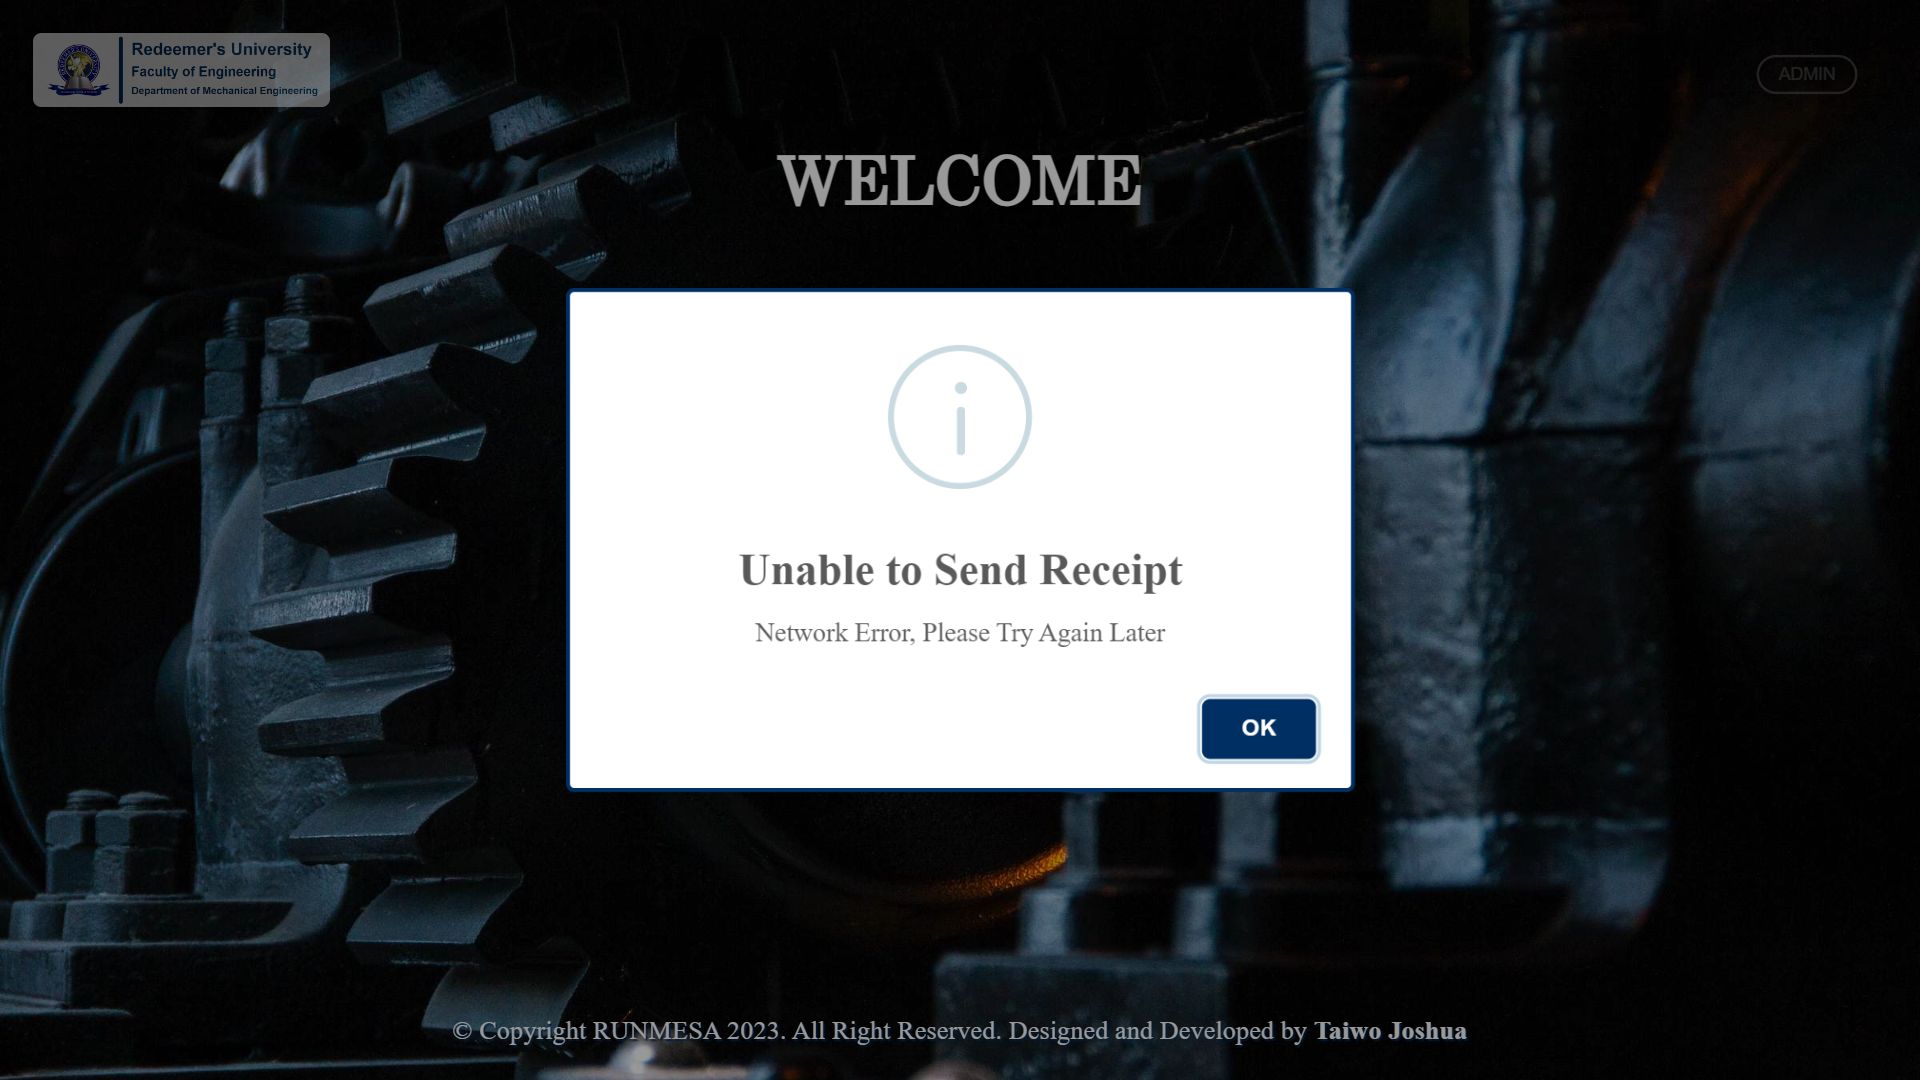 Redeemer's University
Faculty of Engineering
Department of Mechanical Engineering
ADMIN
WELCOME
Unable to Send Receipt
Network Error, Please Try Again Later
OK
© Copyright RUNMESA 2023. All Right Reserved. Designed and Developed by Taiwo Joshua